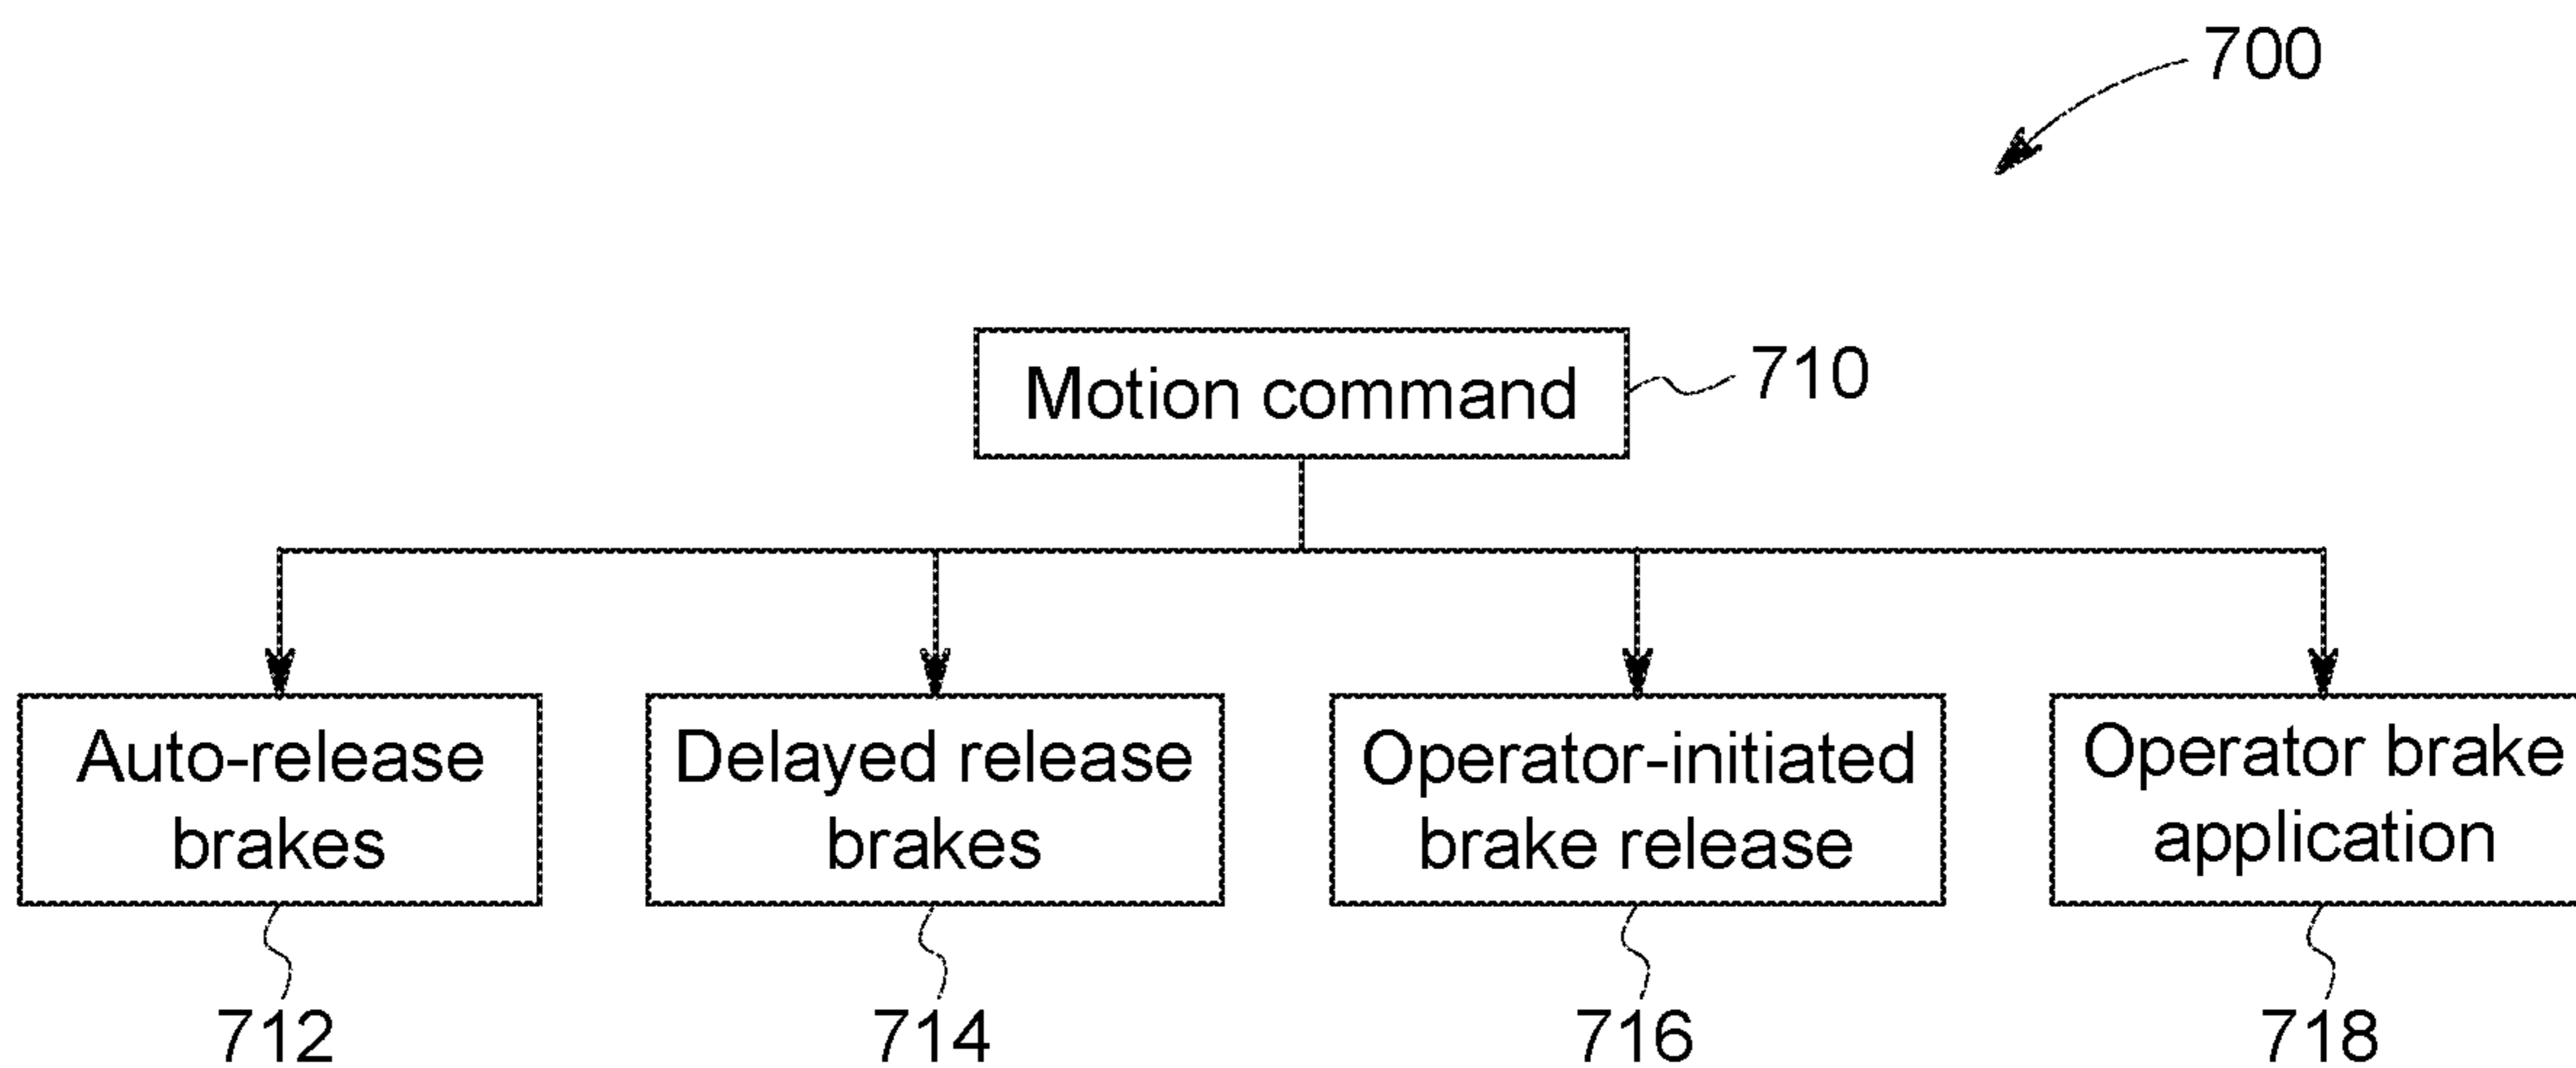 700
Motion command
710
Auto-release
brakes
Delayed release
brakes
Operator-initiated
brake release
Operator brake
application
712
714
716
718